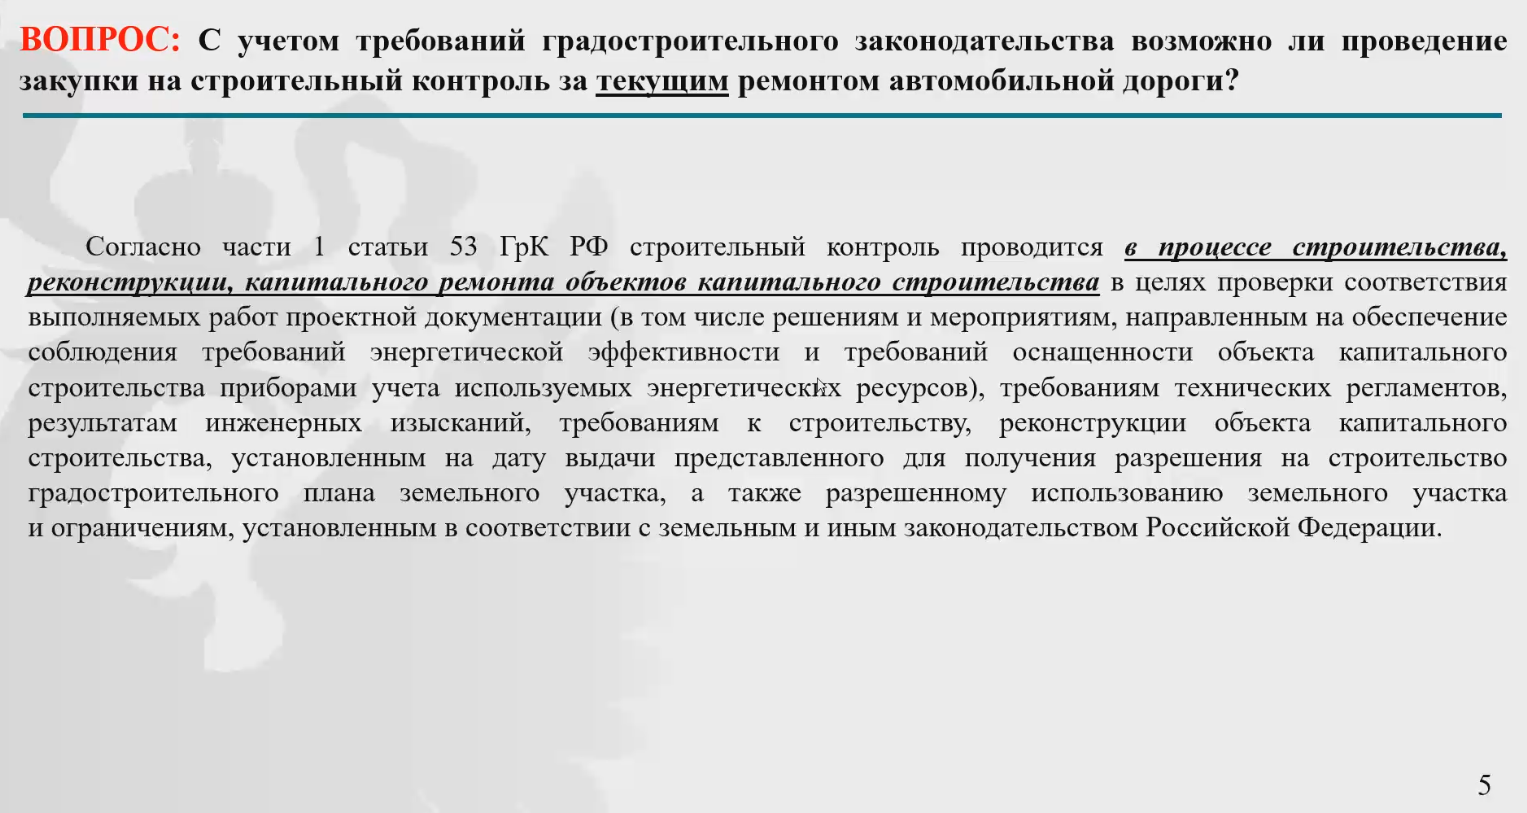 ВОПРОС: С учетом требований градостроительного законодательства возможно ли проведение
закупки на строительный контроль за текущим ремонтом автомобильной дороги?
Согласно части 1 статьи 53 ГрК РФ строительный контроль проводится в процессе строительства,
реконструкции, капитального ремонта объектов капитального строительства в целях проверки соответствия
выполняемых работ проектной документации (в том числе решениям и мероприятиям, направленным на обеспечение
соблюдения требований энергетической эффективности и требований оснащенности объекта капитального
строительства приборами учета используемых энергетических ресурсов), требованиям технических регламентов,
результатам инженерных изысканий, требованиям к строительству, реконструкции объекта капитального
строительства, установленным на дату выдачи представленного для получения разрешения на строительство
градостроительного плана земельного участка, а также разрешенному использованию земельного участка
и ограничениям, установленным в соответствии с земельным и иным законодательством Российской Федерации.
5